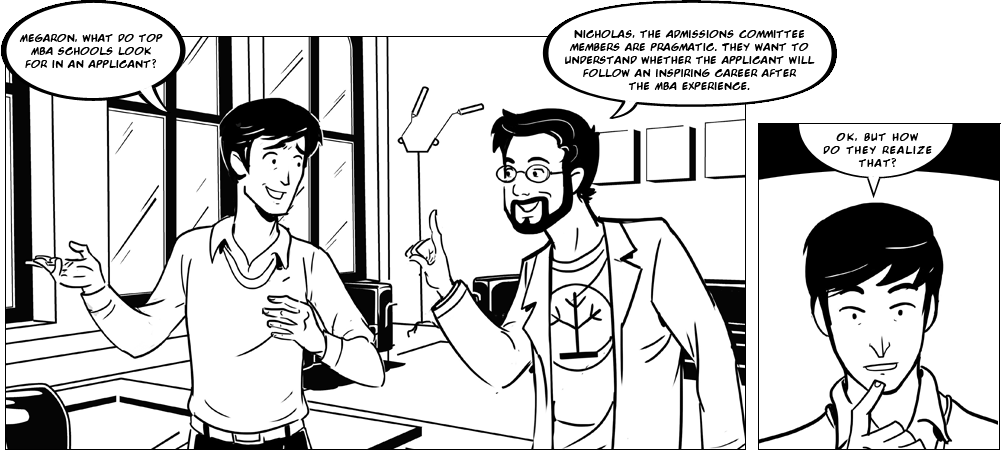 MEGARON, WHAT DO TOP
MBA SCHOOLS LOOK
FOR IN AN APPLICANT?
NICHOLAS, THE ADMISSIONS COMMITTEE
MEMBERS ARE PRAGMATIC. THEY WANT TO
UNDERSTAND WHETHER THE APPLICANT WILL
FOLLOW AN INSPIRING CAREER AFTER
THE MBA EXPERIENCE.
OK, BUT HOW
DO THEY REALIZE
THAT?